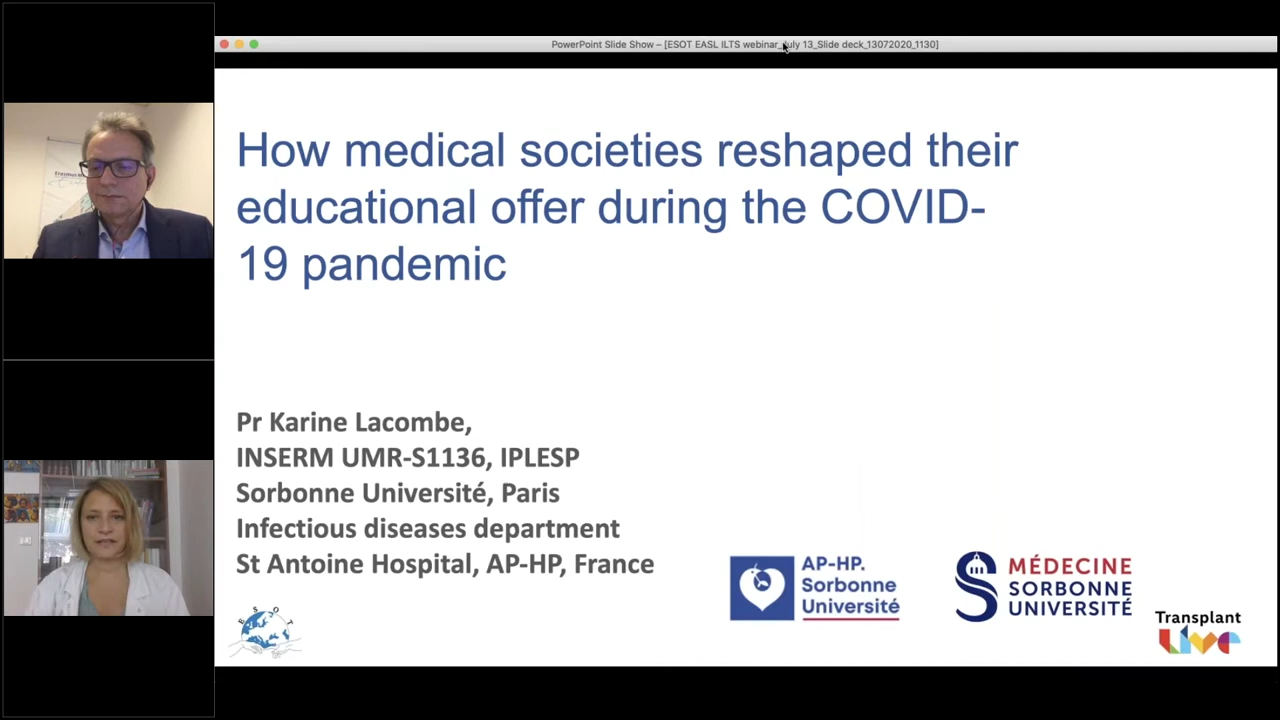 PowerPoint Slide Show – [ESOT EASL ILTS webinar_July 13_Slide deck_13072020_1130]
How medical societies reshaped their
educational offer during the COVID-
19 pandemic
Pr Karine Lacombe,
INSERM UMR-S1136, IPLESP
Sorbonne Université, Paris
Infectious diseases department
St Antoine Hospital, AP-HP, France
E S O T
AP-HP.
Sorbonne
Université
MÉDECINE
SORBONNE
UNIVERSITÉ
Transplant
Live